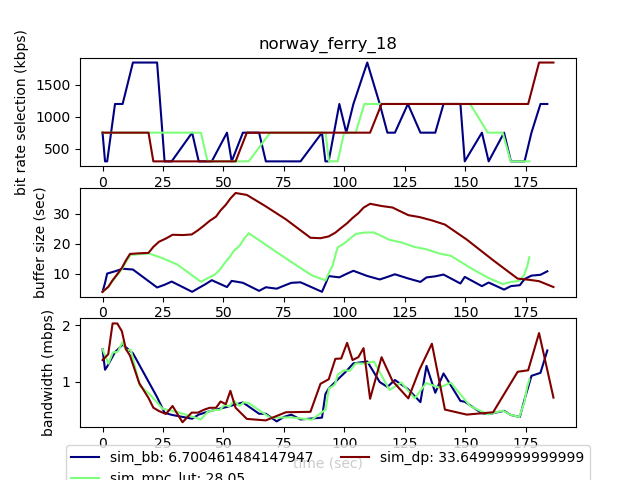 norway_ferry_18
bit rate selection (kbps)
1500
1000
500
0 25 50 75 100 125 150 175
buffer size (sec)
30
20
10
0 25 50 75 100 125 150 175
bandwidth (mbps)
2
1
0 25 50 75 100 125 150 175
time (sec)
sim_bb: 6.700461484147947 sim_dp: 33.64999999999999
sim_mpc_lut: 28.05